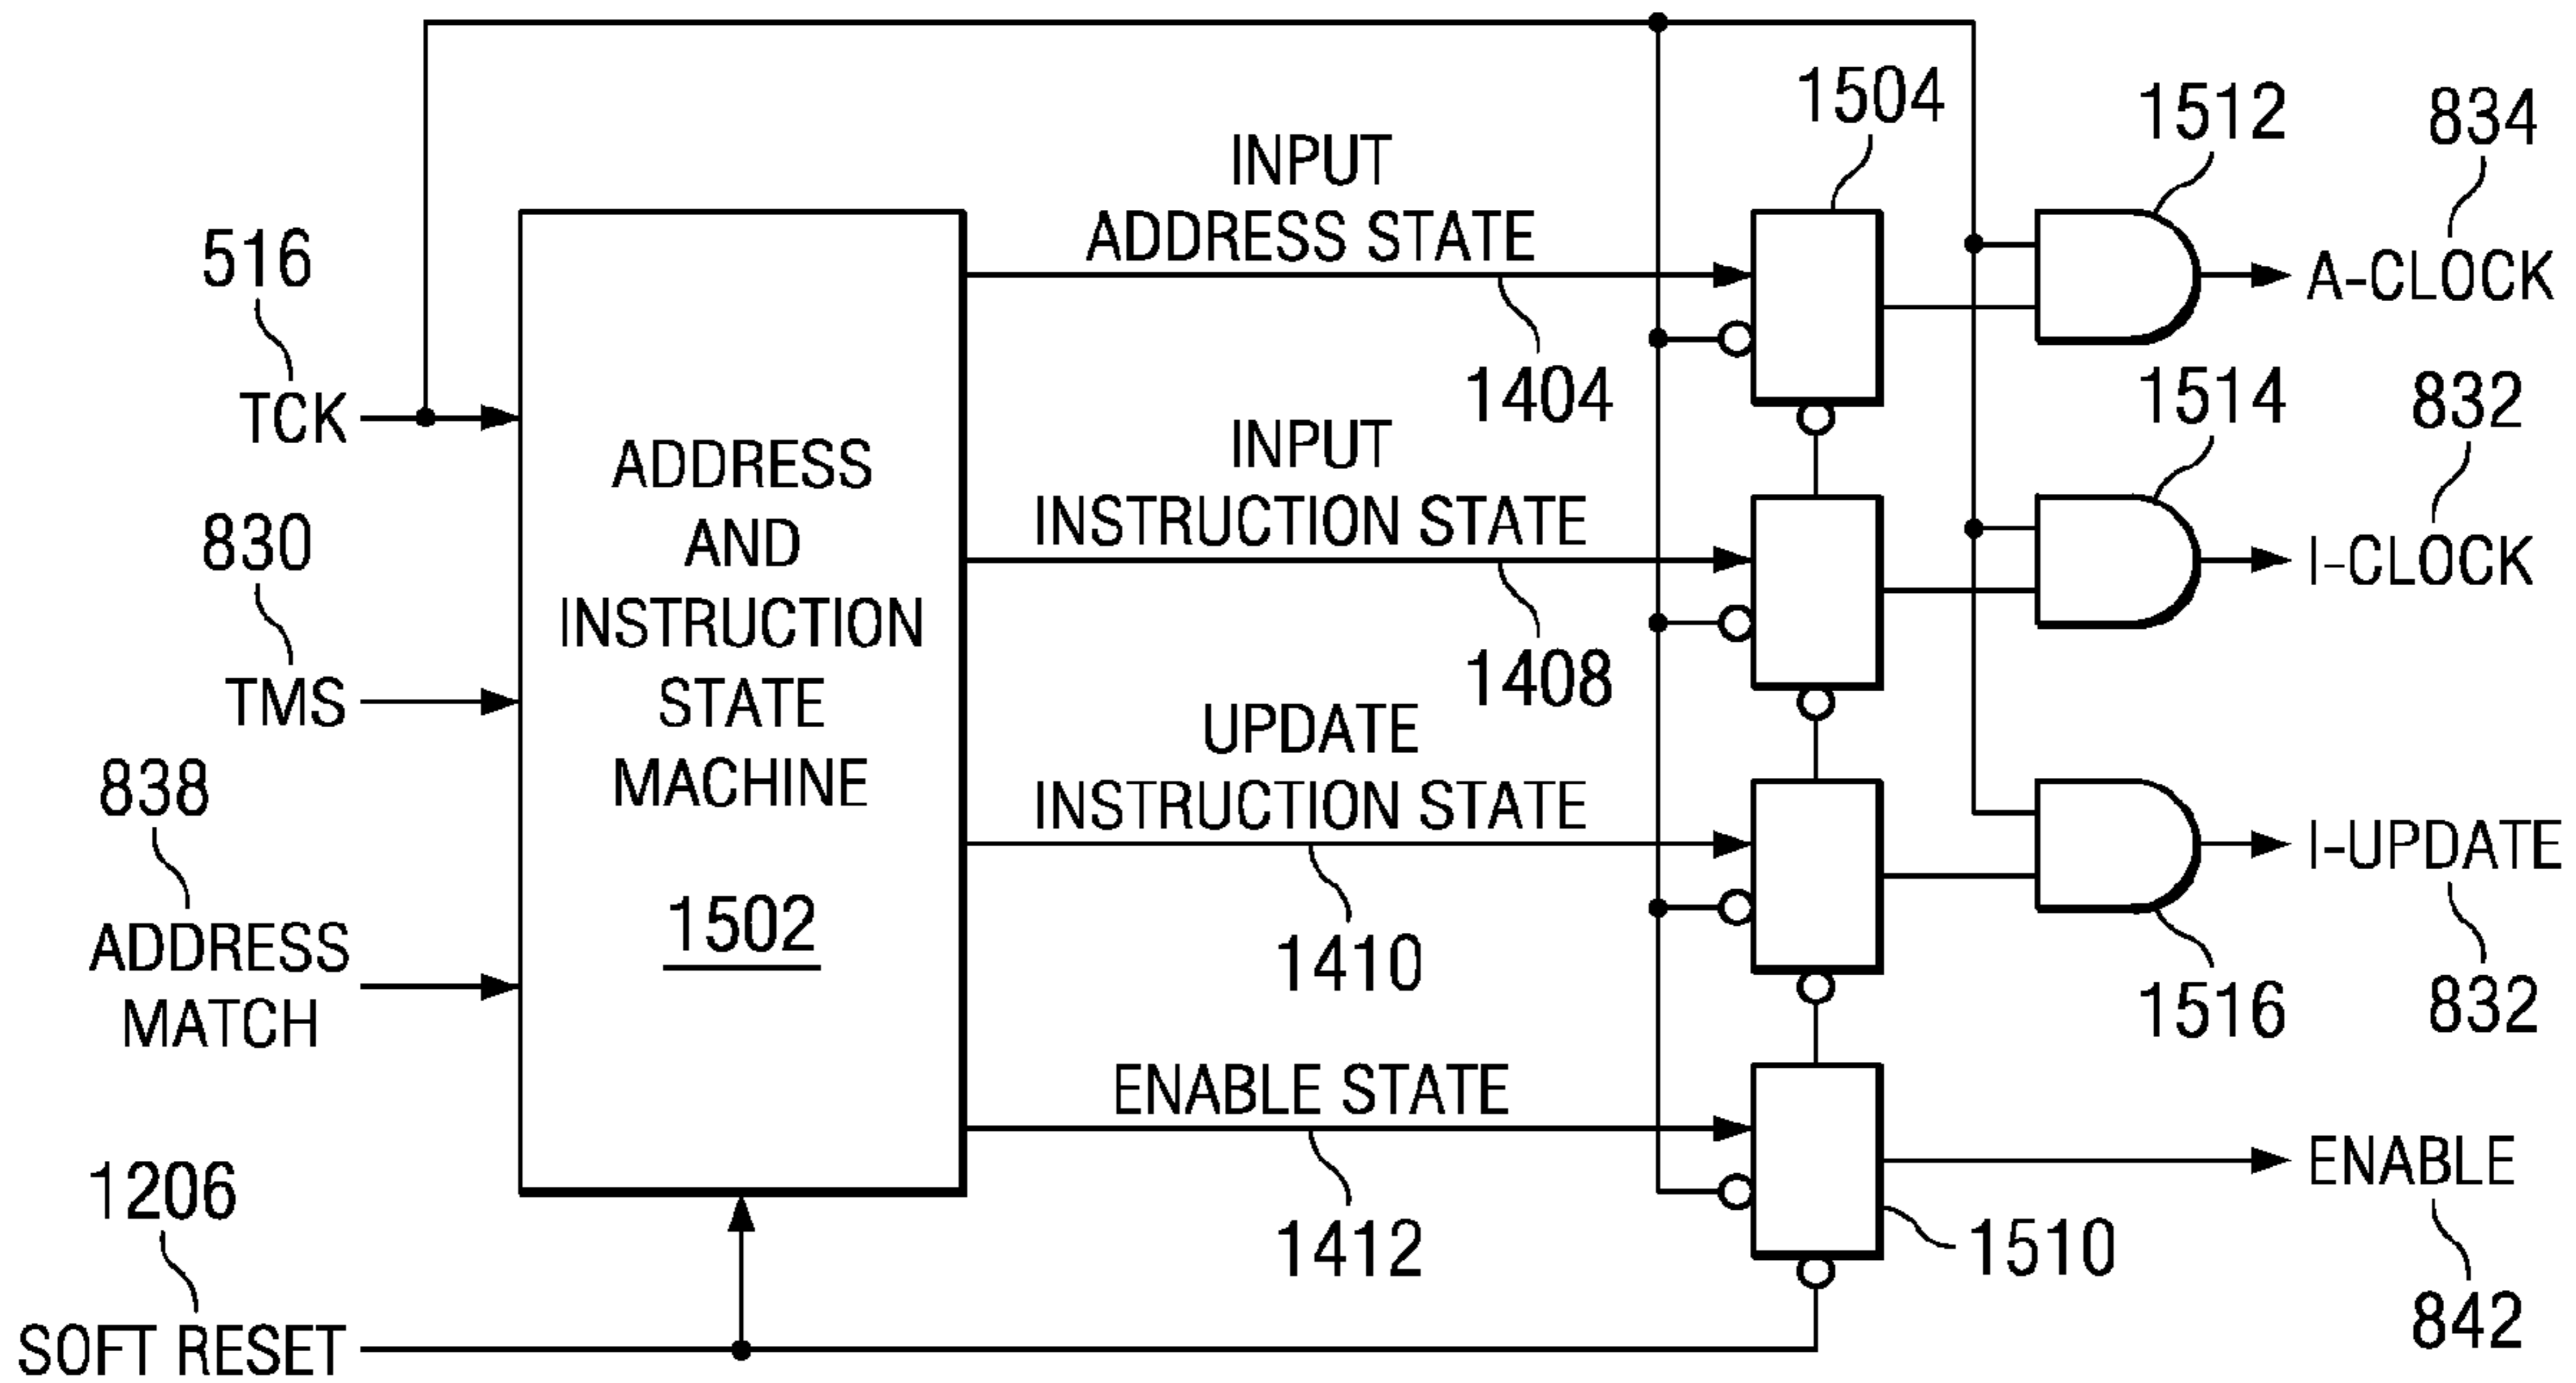 1504
1512
834
INPUT
ADDRESS STATE
516
A-CLOCK
1404
1514
832
TCK
INPUT
INSTRUCTION STATE
830
I-CLOCK
1408
TMS
ADDRESS
AND
INSTRUCTION
STATE
MACHINE
1502
UPDATE
INSTRUCTION STATE
838
I-UPDATE
ADDRESS
MATCH
1410
1516
832
ENABLE STATE
1206
ENABLE
1412
1510
842
SOFT RESET